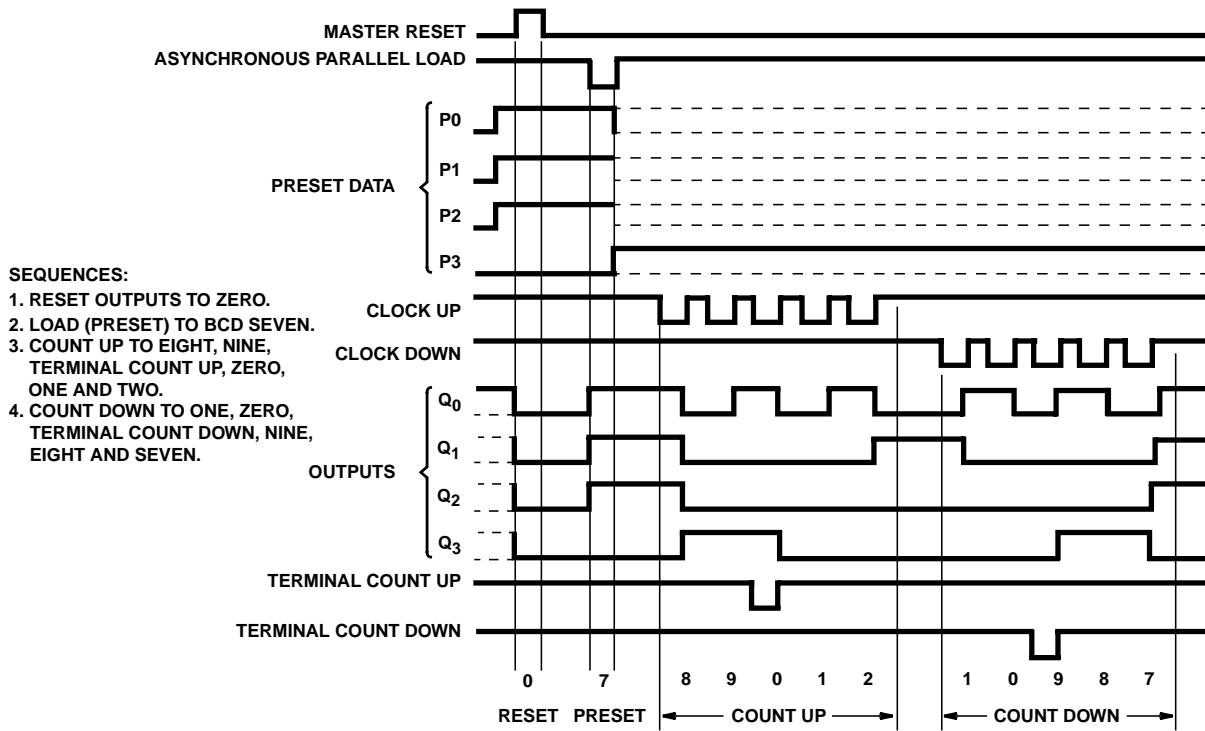 MASTER RESET
ASYNCHRONOUS PARALLEL LOAD
P0
P1
PRESET DATA
P2
P3
SEQUENCES:
1. RESET OUTPUTS TO ZERO.
2. LOAD (PRESET) TO BCD SEVEN.
3. COUNT UP TO EIGHT, NINE,
TERMINAL COUNT UP, ZERO,
ONE AND TWO.
4. COUNT DOWN TO ONE, ZERO,
TERMINAL COUNT DOWN, NINE,
EIGHT AND SEVEN.
CLOCK UP
CLOCK DOWN
Q0
Q1
OUTPUTS
Q2
Q3
TERMINAL COUNT UP
TERMINAL COUNT DOWN
0 7 8 9 0 1 2 1 0 9 8 7
RESET PRESET COUNT UP COUNT DOWN